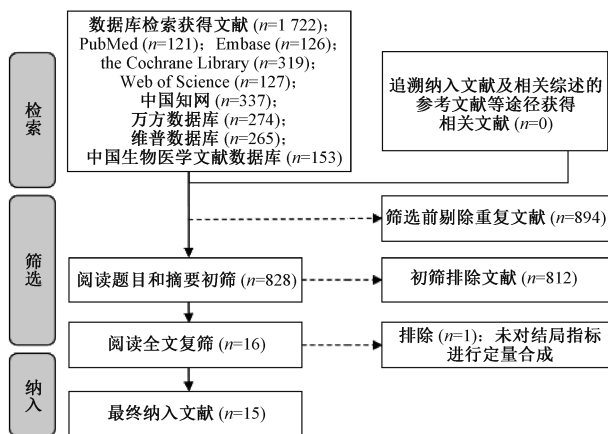 检索
数据库检索获得文献 (n=1 722);
PubMed (n=121);Embase (n=126);
the Cochrane Library (n=319);
Web of Science (n=127);
中国知网 (n=337);
万方数据库 (n=274);
维普数据库 (n=265);
中国生物医学文献数据库 (n=153)
追溯纳入文献及相关综述的
参考文献等途径获得
相关文献 (n=0)
筛选
筛选前剔除重复文献 (n=894)
阅读题目和摘要初筛 (n=828)
初筛排除文献 (n=812)
阅读全文复筛 (n=16)
排除 (n=1):未对结局指标
进行定量合成
纳入
最终纳入文献 (n=15)